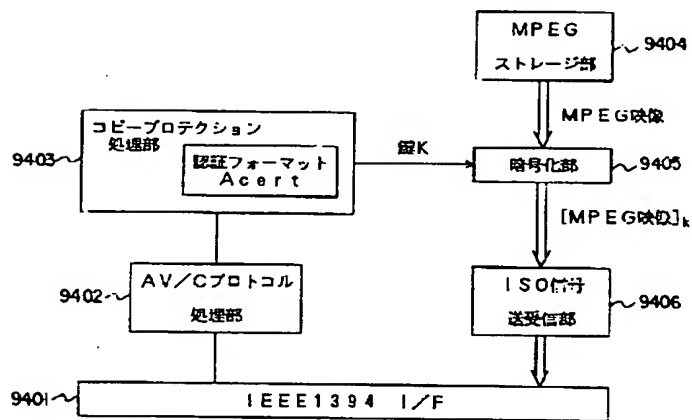 MPEG
ストレージ部
9404
MPEG映像
コピープロテクション
処理部
認証フォーマット
Acert
9403
鍵K
暗号化部
9405
[MPEG映像]k
AV/Cプロトコル
処理部
9402
ISO信号
送受信部
9406
9401
IEEE1394 I/F